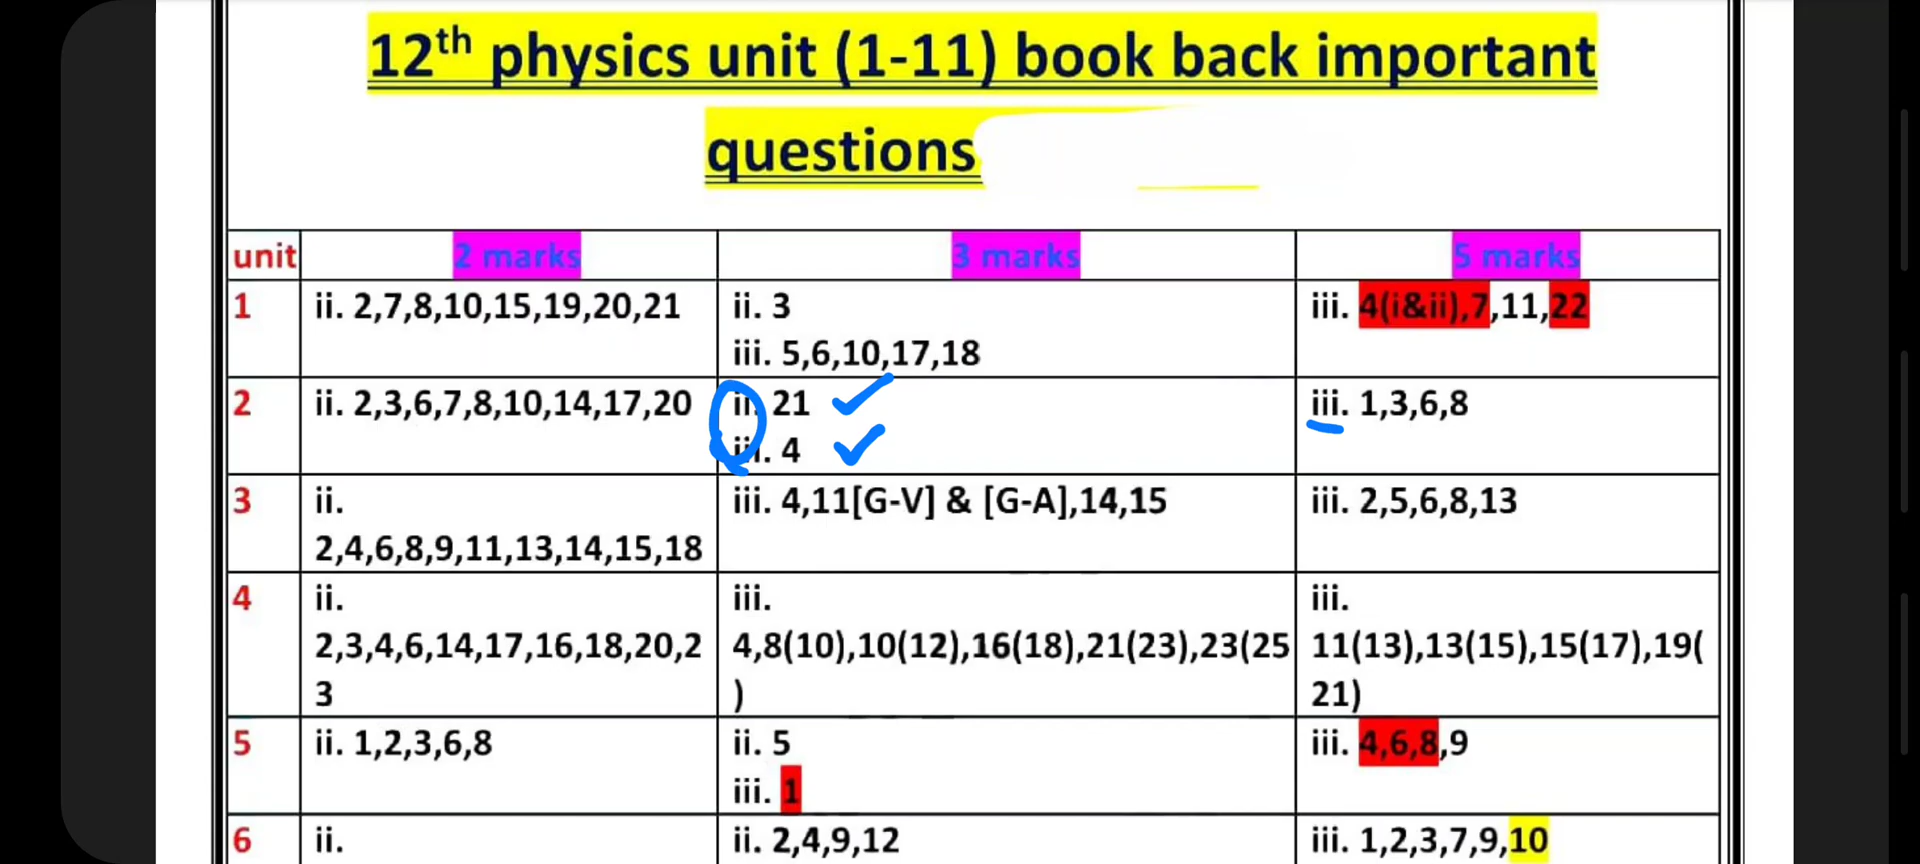 12th physics unit (1-11) book back important
questions
unit 2 marks 3 marks 5 marks
1 ii. 2,7,8,10,15,19,20,21 ii. 3 iii. 4(i&ii),7,11,22
iii. 5,6,10,17,18
2 ii. 2,3,6,7,8,10,14,17,20 ii. 21 iii. 1,3,6,8
iii. 4
3 ii. iii. 4,11[G-V] & [G-A],14,15 iii. 2,5,6,8,13
2,4,6,8,9,11,13,14,15,18
4 ii. iii. iii.
2,3,4,6,14,17,16,18,20,2 4,8(10),10(12),16(18),21(23),23(25 11(13),13(15),15(17),19(
3 ) 21)
5 ii. 1,2,3,6,8 ii. 5 iii. 4,6,8,9
iii. 1
6 ii. ii. 2,4,9,12 iii. 1,2,3,7,9,10